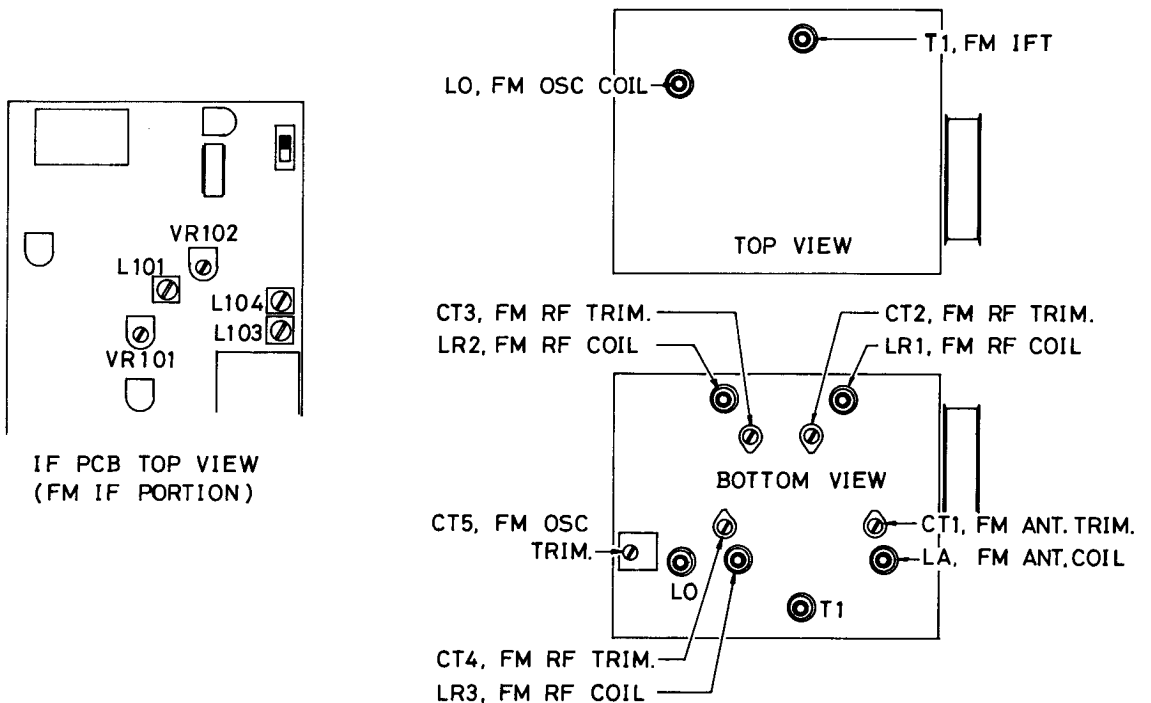 T1, FM IFT
LO, FM OSC COIL
TOP VIEW
VR102
L101
L104
L103
VR101
IF PCB TOP VIEW
(FM IF PORTION)
CT3, FM RF TRIM.
LR2, FM RF COIL
CT2, FM RF TRIM.
LR1, FM RF COIL
BOTTOM VIEW
CT5, FM OSC
TRIM.
CT1, FM ANT. TRIM.
LA, FM ANT. COIL
LO
T1
CT4, FM RF TRIM.
LR3, FM RF COIL